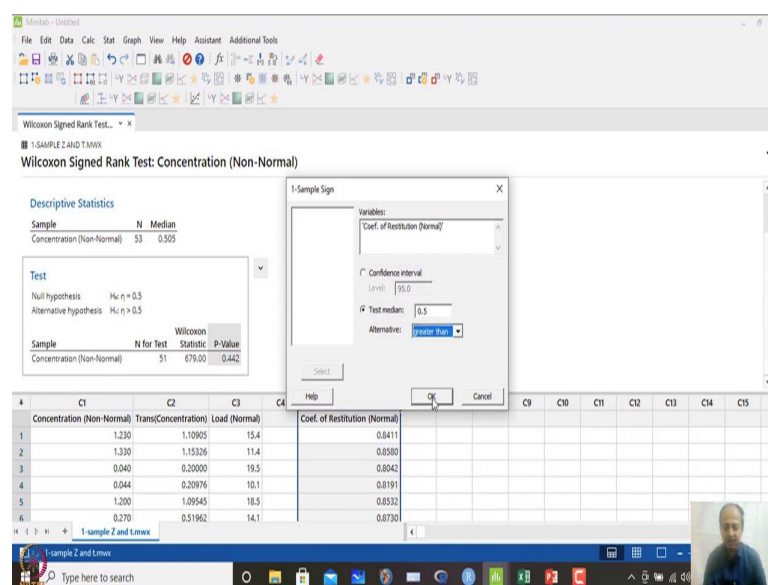 Minitab - Untitled
File Edit Data Calc Stat Graph View Help Assistant Additional Tools
Wilcoxon Signed Rank Test...
1-SAMPLE Z AND T.MWX
Wilcoxon Signed Rank Test: Concentration (Non-Normal)
Descriptive Statistics
Sample N Median
Concentration (Non-Normal) 53 0.505
Test
Null hypothesis H₀: η = 0.5
Alternative hypothesis H₁: η > 0.5
Wilcoxon
Sample N for Test Statistic P-Value
Concentration (Non-Normal) 51 679.00 0.442
1-Sample Sign
Variables:
'Coef. of Restitution (Normal)'
Confidence interval
Level: 95.0
Test median: 0.5
Alternative: greater than
Select
Help OK Cancel
C1 C2 C3 C4 C9 C10 C11 C12 C13 C14 C15
Concentration (Non-Normal) Trans(Concentration) Load (Normal) Coef. of Restitution (Normal)
1 1.230 1.10905 15.4 0.8411
2 1.330 1.15326 11.4 0.8580
3 0.040 0.20000 19.5 0.8042
4 0.044 0.20976 10.1 0.8191
5 1.200 1.09545 18.5 0.8532
6 0.270 0.51962 14.1 0.8730
1-sample Z and t.mwx
1-sample Z and t.mwx
Type here to search